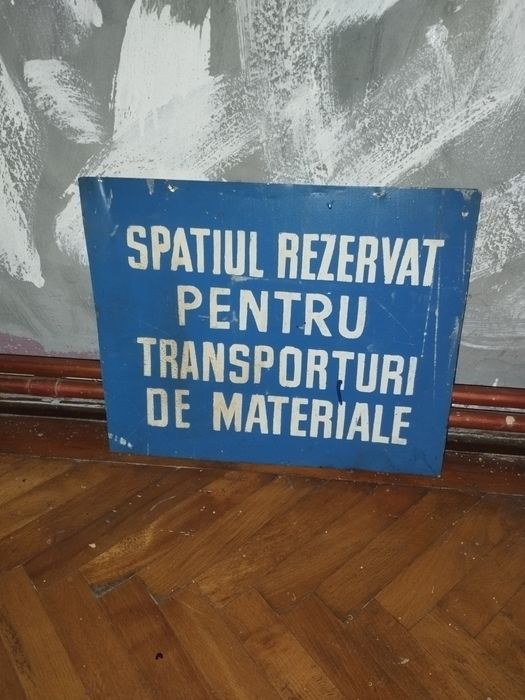 SPATIUL REZERVAT
PENTRU
TRANSPORTURI
DE MATERIALE